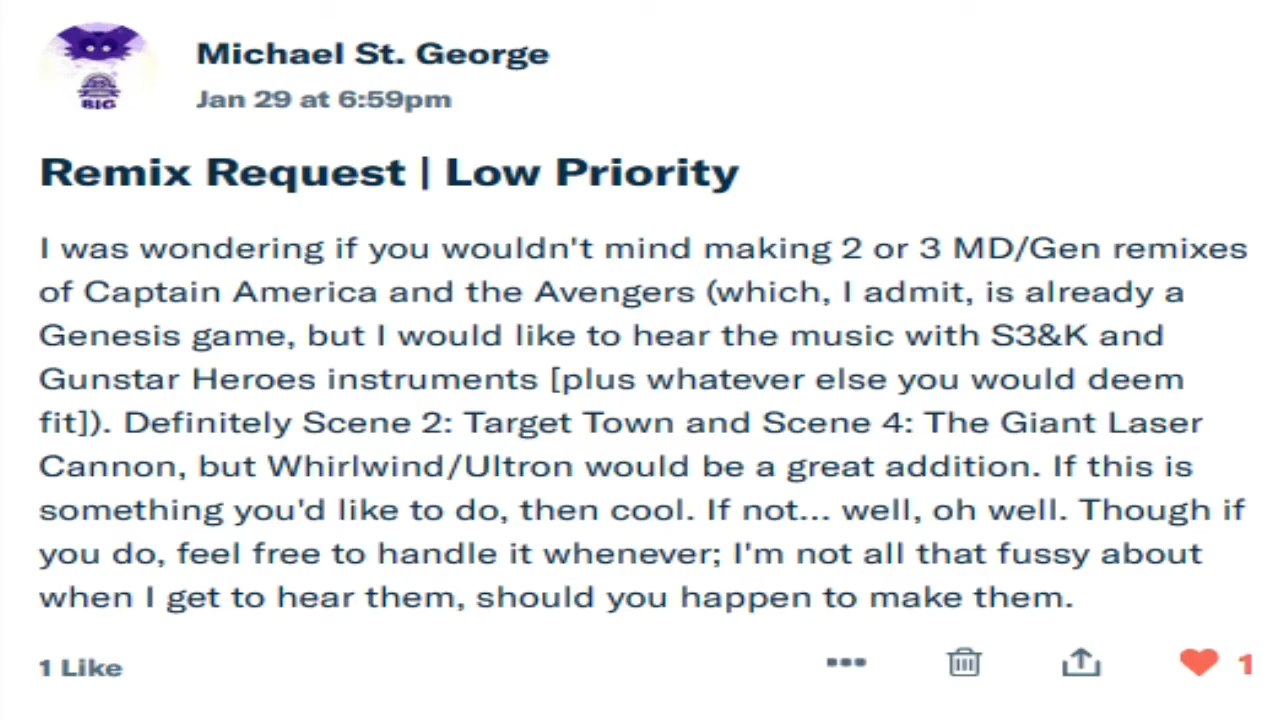 BIG
Michael St. George
Jan 29 at 6:59pm
Remix Request | Low Priority
I was wondering if you wouldn't mind making 2 or 3 MD/Gen remixes
of Captain America and the Avengers (which, I admit, is already a
Genesis game, but I would like to hear the music with S3&K and
Gunstar Heroes instruments [plus whatever else you would deem
fit]). Definitely Scene 2: Target Town and Scene 4: The Giant Laser
Cannon, but Whirlwind/Ultron would be a great addition. If this is
something you'd like to do, then cool. If not... well, oh well. Though if
you do, feel free to handle it whenever; I'm not all that fussy about
when I get to hear them, should you happen to make them.
1 Like
1